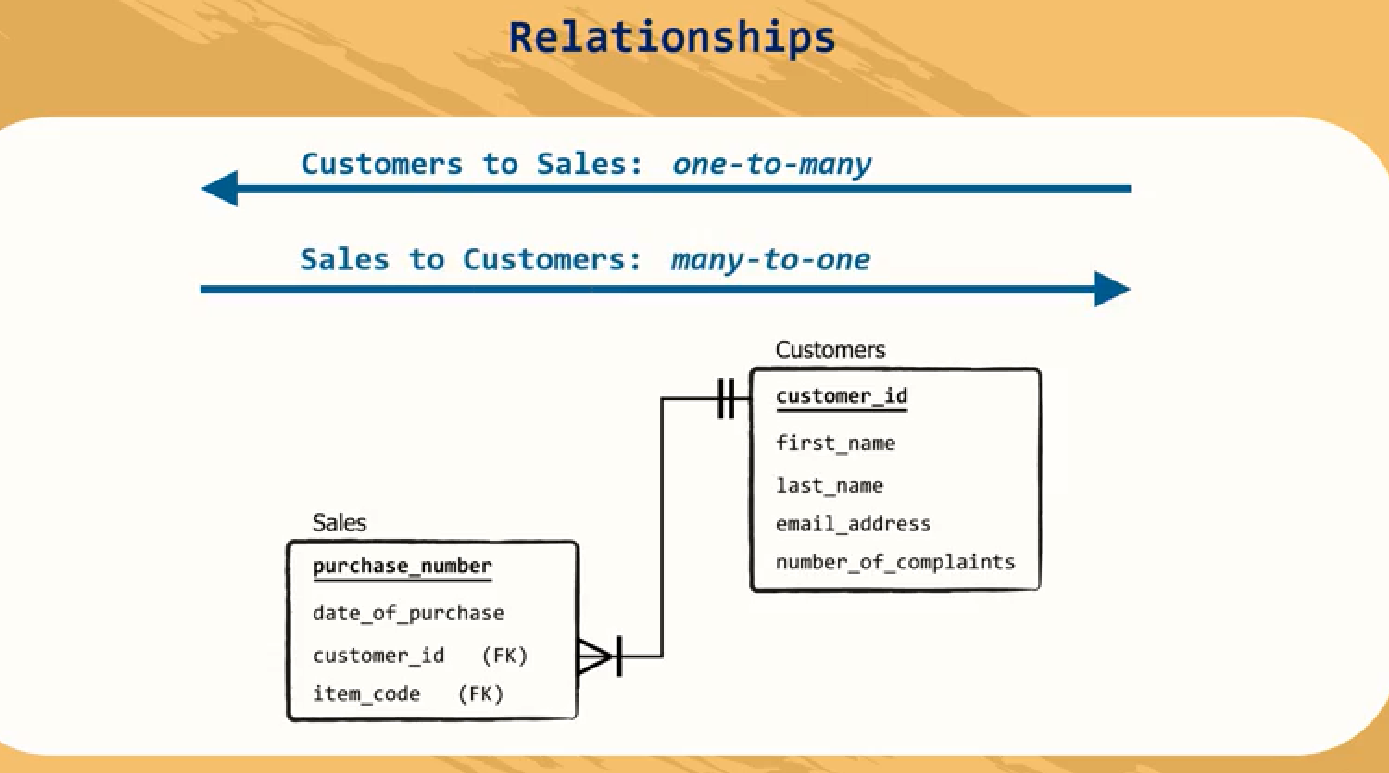 Relationships
Customers to Sales: one-to-many
Sales to Customers: many-to-one
Customers
customer_id
first_name
last_name
email_address
number_of_complaints
Sales
purchase_number
date_of_purchase
customer_id (FK)
item_code (FK)